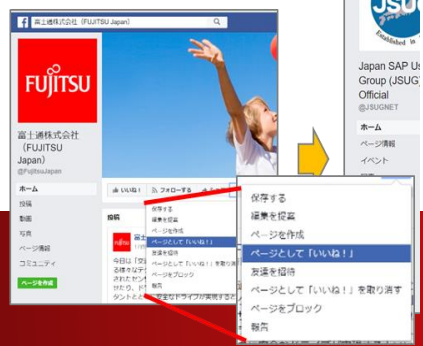 富士通株式会社 (FUJITSU Japan)
FUJITSU
富士通株式会社
(FUJITSU
Japan)
@FujitsuJapan
ホーム
投稿
動画
写真
ページ情報
コミュニティ
ページを作成
いいね！ フォローする
投稿
保存する
編集を提案
ページを作成
ページとして「いいね！」
友達を招待
ページとして「いいね！」を取り消
ページをブロック
報告
保存する
編集を提案
ページを作成
ページとして「いいね！」
友達を招待
ページとして「いいね！」を取り消す
ページをブロック
報告
JSUG
Established in
Japan SAP Us
Group (JSUG)
Official
@JSUGNET
ホーム
ページ情報
イベント